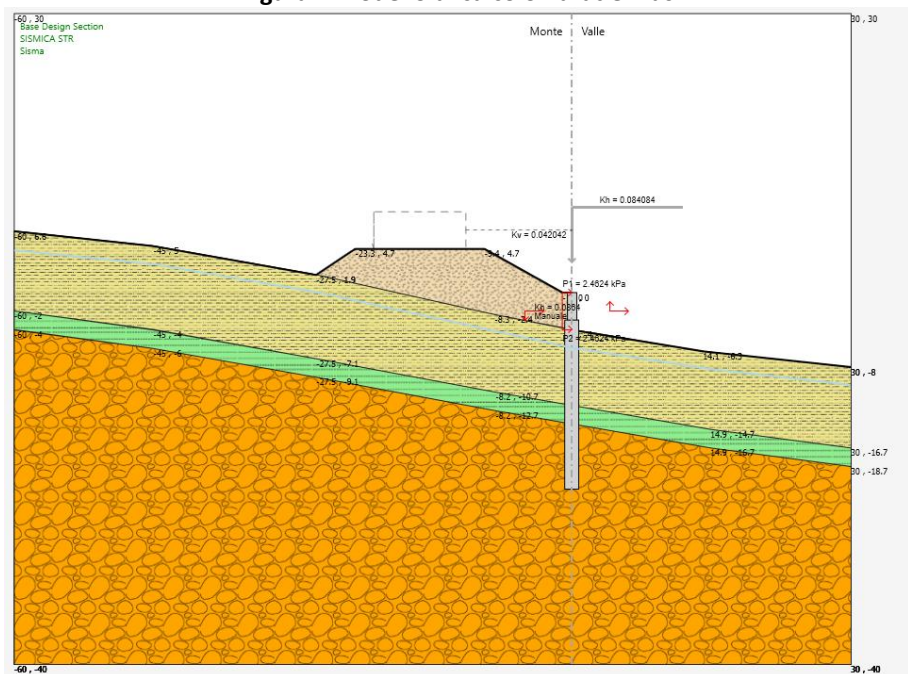 -60 , 30
30 , 30
Base Design Section
SISMICA STR
Sisma
Monte
Valle
Kh = 0.084084
Kv = 0.042042
-60 , 6.6
-45 , 5
-23.3 , 4.7
-9.4 , 4.7
-27.5 , 1.9
P1 = 2.4624 kPa
0 0
Manuale
-8.3 , -2.4
P2 = 2.4624 kPa
-60 , -2
-60 , -4
-45 , -4
-45 , -6
14.1 , -6.3
30 , -8
-27.5 , -7.1
-27.5 , -9.1
-8.2 , -10.7
-8.2 , -12.7
14.9 , -14.7
14.9 , -16.7
30 , -16.7
30 , -18.7
-60 , -40
30 , -40